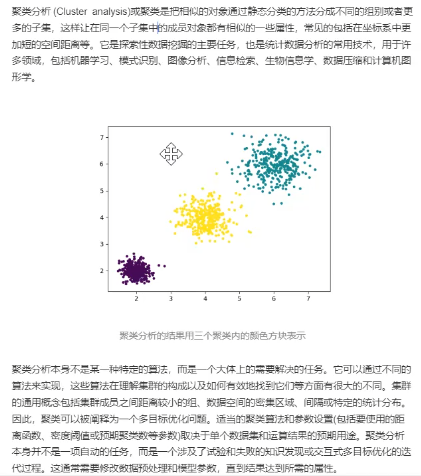 聚类分析 (Cluster analysis)或聚类是把相似的对象通过静态分类的方法分成不同的组别或者更
多的子集，这样让在同一个子集中的成员对象都有相似的一些属性，常见的包括在坐标系中更
加短的空间距离等。它是探索性数据挖掘的主要任务，也是统计数据分析的常用技术，用于许
多领域，包括机器学习、模式识别、图像分析、信息检索、生物信息学、数据压缩和计算机图
形学。
7
6
5
4
3
2
2 3 4 5 6 7
聚类分析的结果用三个聚类内的颜色方块表示
聚类分析本身不是某一种特定的算法，而是一个大体上的需要解决的任务。它可以通过不同的
算法来实现，这些算法在理解集群的构成以及如何有效地找到它们等方面有很大的不同。集群
的通用概念包括集群成员之间距离较小的组、数据空间的密集区域、间隔或特定的统计分布。
因此，聚类可以被阐释为一个多目标优化问题。适当的聚类算法和参数设置(包括要使用的距
离函数、密度阈值或预期聚类数等参数)取决于单个数据集和运算结果的预期用途。聚类分析
本身并不是一项自动的任务，而是一个涉及了试验和失败的知识发现或交互式多目标优化的迭
代过程。这通常需要修改数据预处理和模型参数，直到结果达到所需的属性。